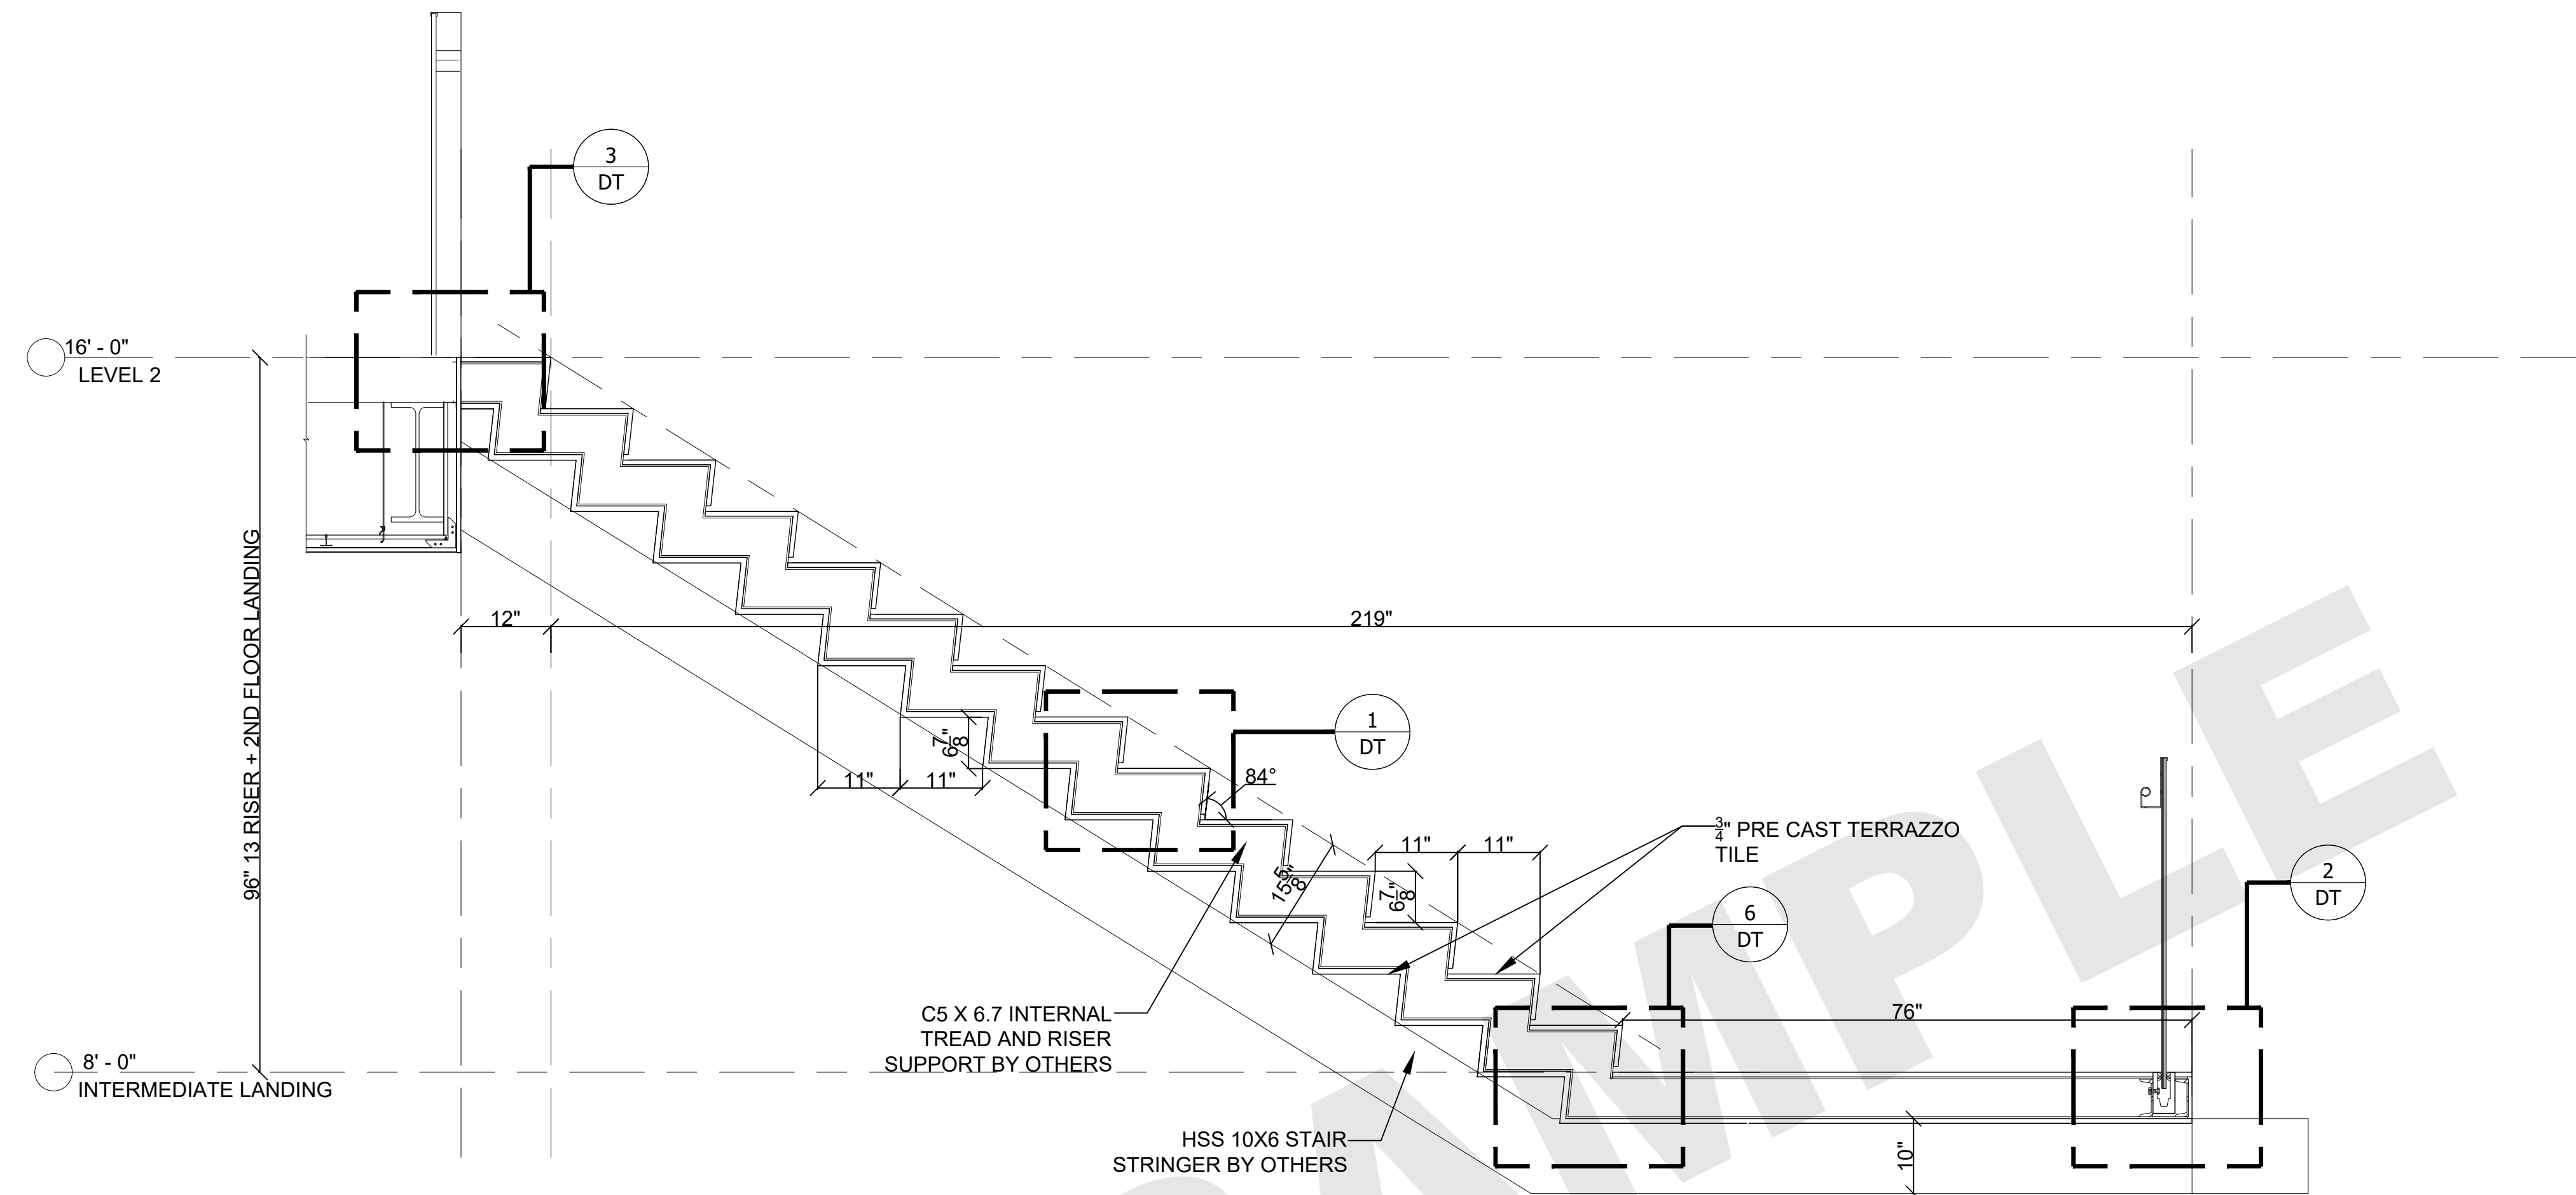 3
DT
16' - 0"
LEVEL 2
12"
219"
96" 13 RISER + 2ND FLOOR LANDING
1
DT
6 7/8"
11"
11"
84°
3/4" PRE CAST TERRAZZO
TILE
11"
11"
15 5/8"
6 7/8"
2
DT
6
DT
76"
C5 X 6.7 INTERNAL
TREAD AND RISER
SUPPORT BY OTHERS
8' - 0"
INTERMEDIATE LANDING
HSS 10X6 STAIR
STRINGER BY OTHERS
10"
SAMPLE